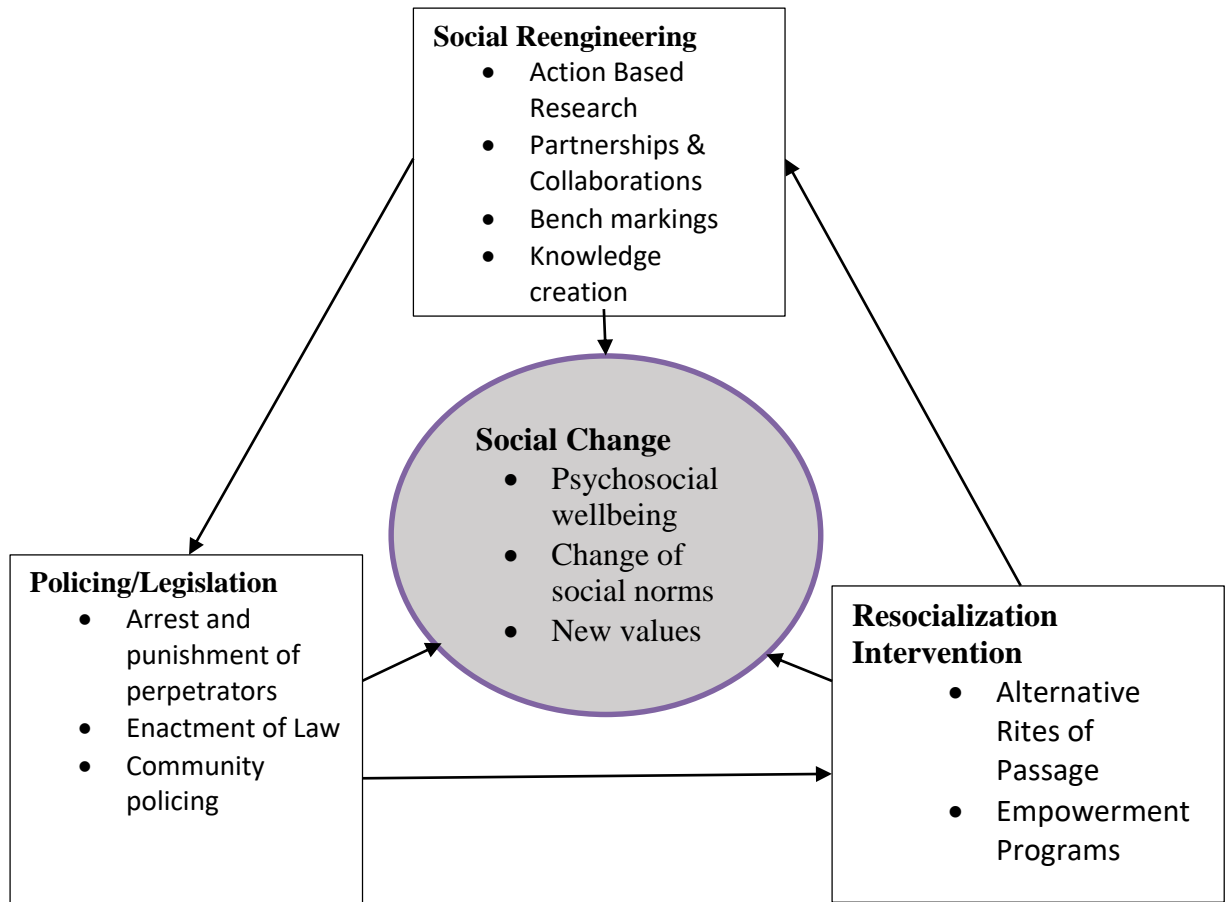 Social Reengineering
• Action Based
Research
• Partnerships &
Collaborations
• Bench markings
• Knowledge
creation
Social Change
• Psychosocial
wellbeing
• Change of
social norms
• New values
Policing/Legislation
• Arrest and
punishment of
perpetrators
• Enactment of Law
• Community
policing
Resocialization
Intervention
• Alternative
Rites of
Passage
• Empowerment
Programs